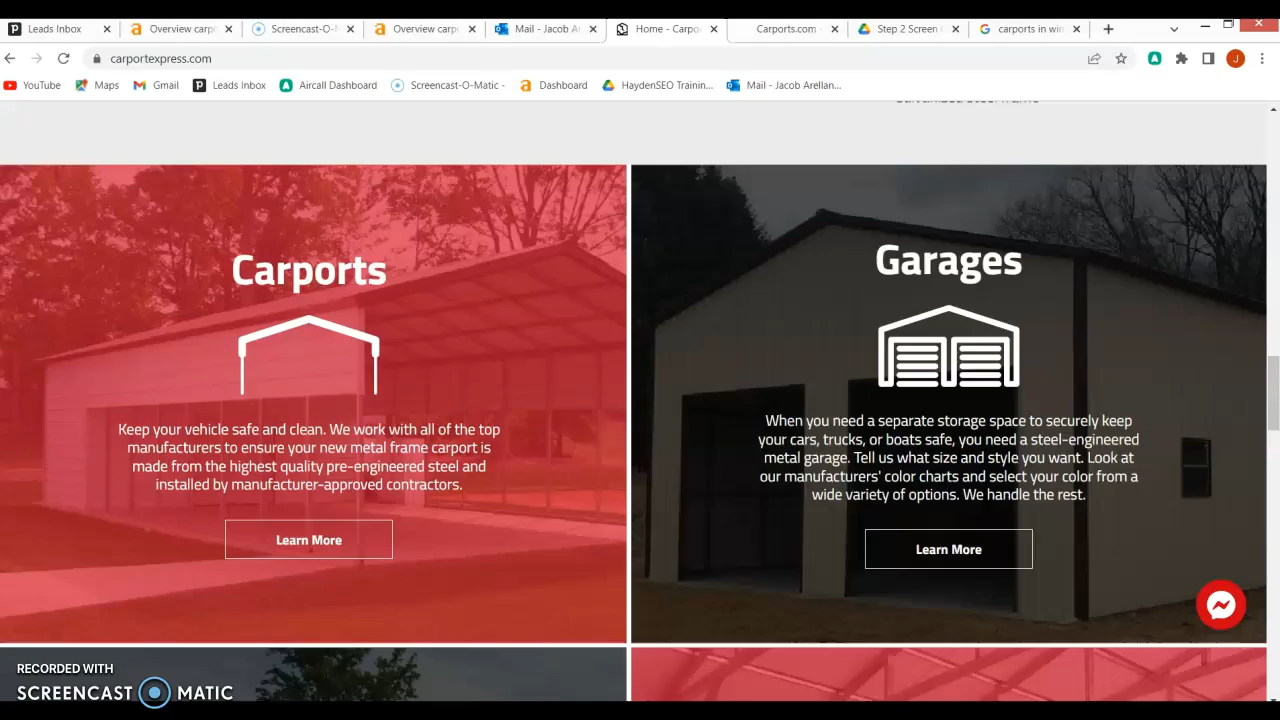 Leads Inbox
Overview carp
Screencast-O-
Overview carp
Mail - Jacob A
Home - Carpo
Carports.com
Step 2 Screen
carports in win
carportexpress.com
J
YouTube
Maps
Gmail
Leads Inbox
Aircall Dashboard
Screencast-O-Matic -
Dashboard
HaydenSEO Training...
Mail - Jacob Arellan...
Carports
Keep your vehicle safe and clean. We work with all of the top
manufacturers to ensure your new metal frame carport is
made from the highest quality pre-engineered steel and
installed by manufacturer-approved contractors.
Learn More
Garages
When you need a separate storage space to securely keep
your cars, trucks, or boats safe, you need a steel-engineered
metal garage. Tell us what size and style you want. Look at
our manufacturers' color charts and select your color from a
wide variety of options. We handle the rest.
Learn More
RECORDED WITH
SCREENCAST MATIC